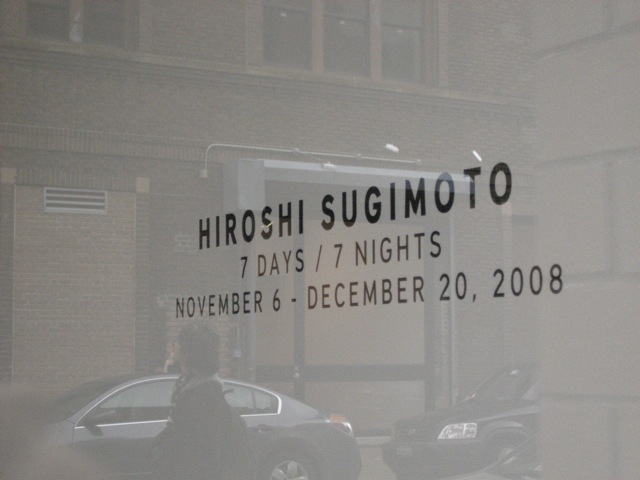 HIROSHI SUGIMOTO
7 DAYS / 7 NIGHTS
NOVEMBER 6 - DECEMBER 20, 2008